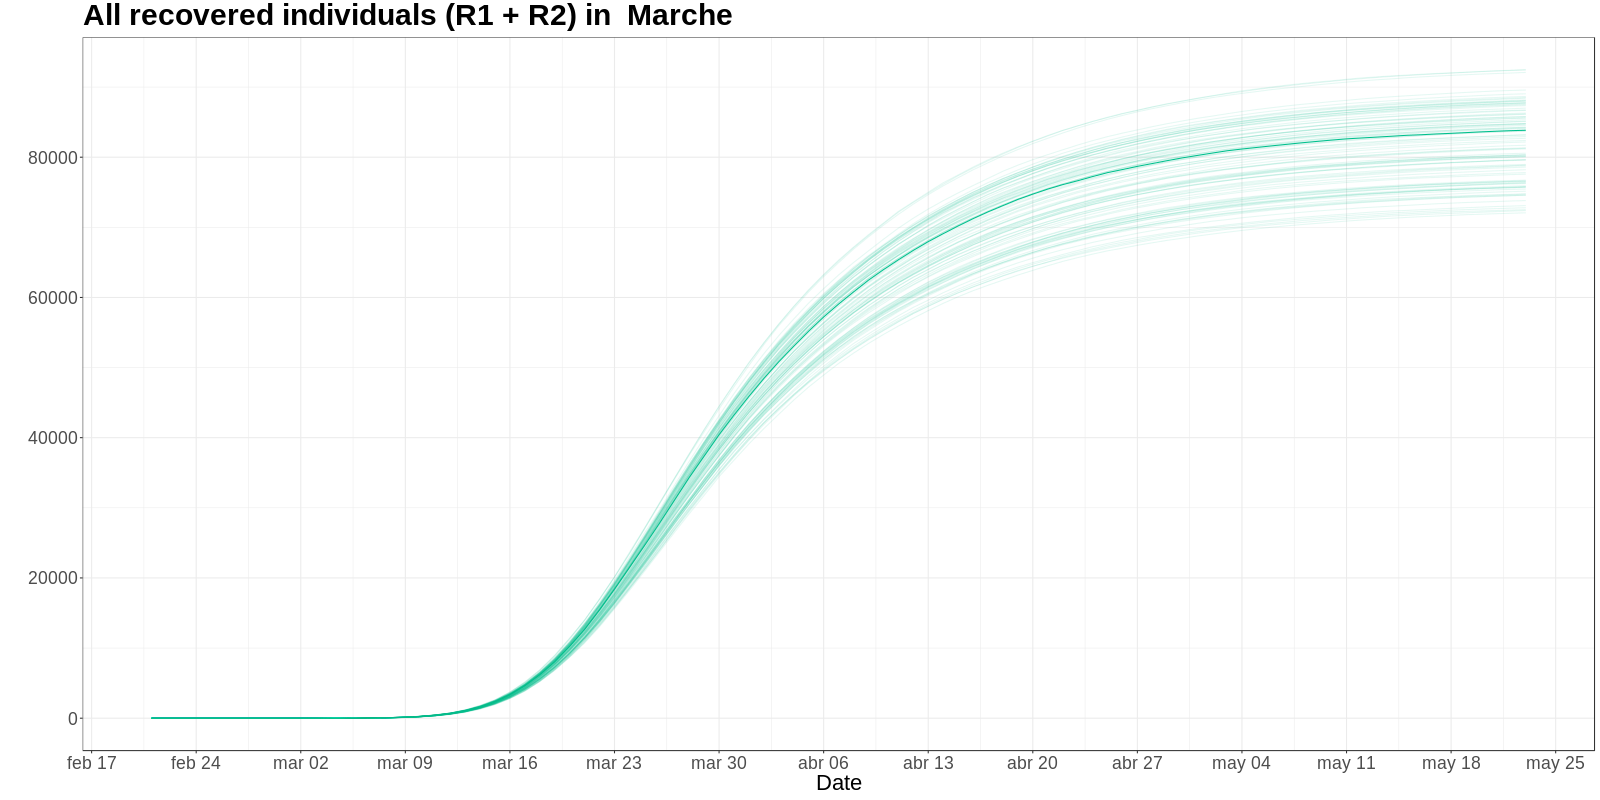 All recovered individuals (R1 + R2) in  Marche
80000
60000
40000
20000
0
feb 17 feb 24 mar 02 mar 09 mar 16 mar 23 mar 30 abr 06 abr 13 abr 20 abr 27 may 04 may 11 may 18 may 25
Date